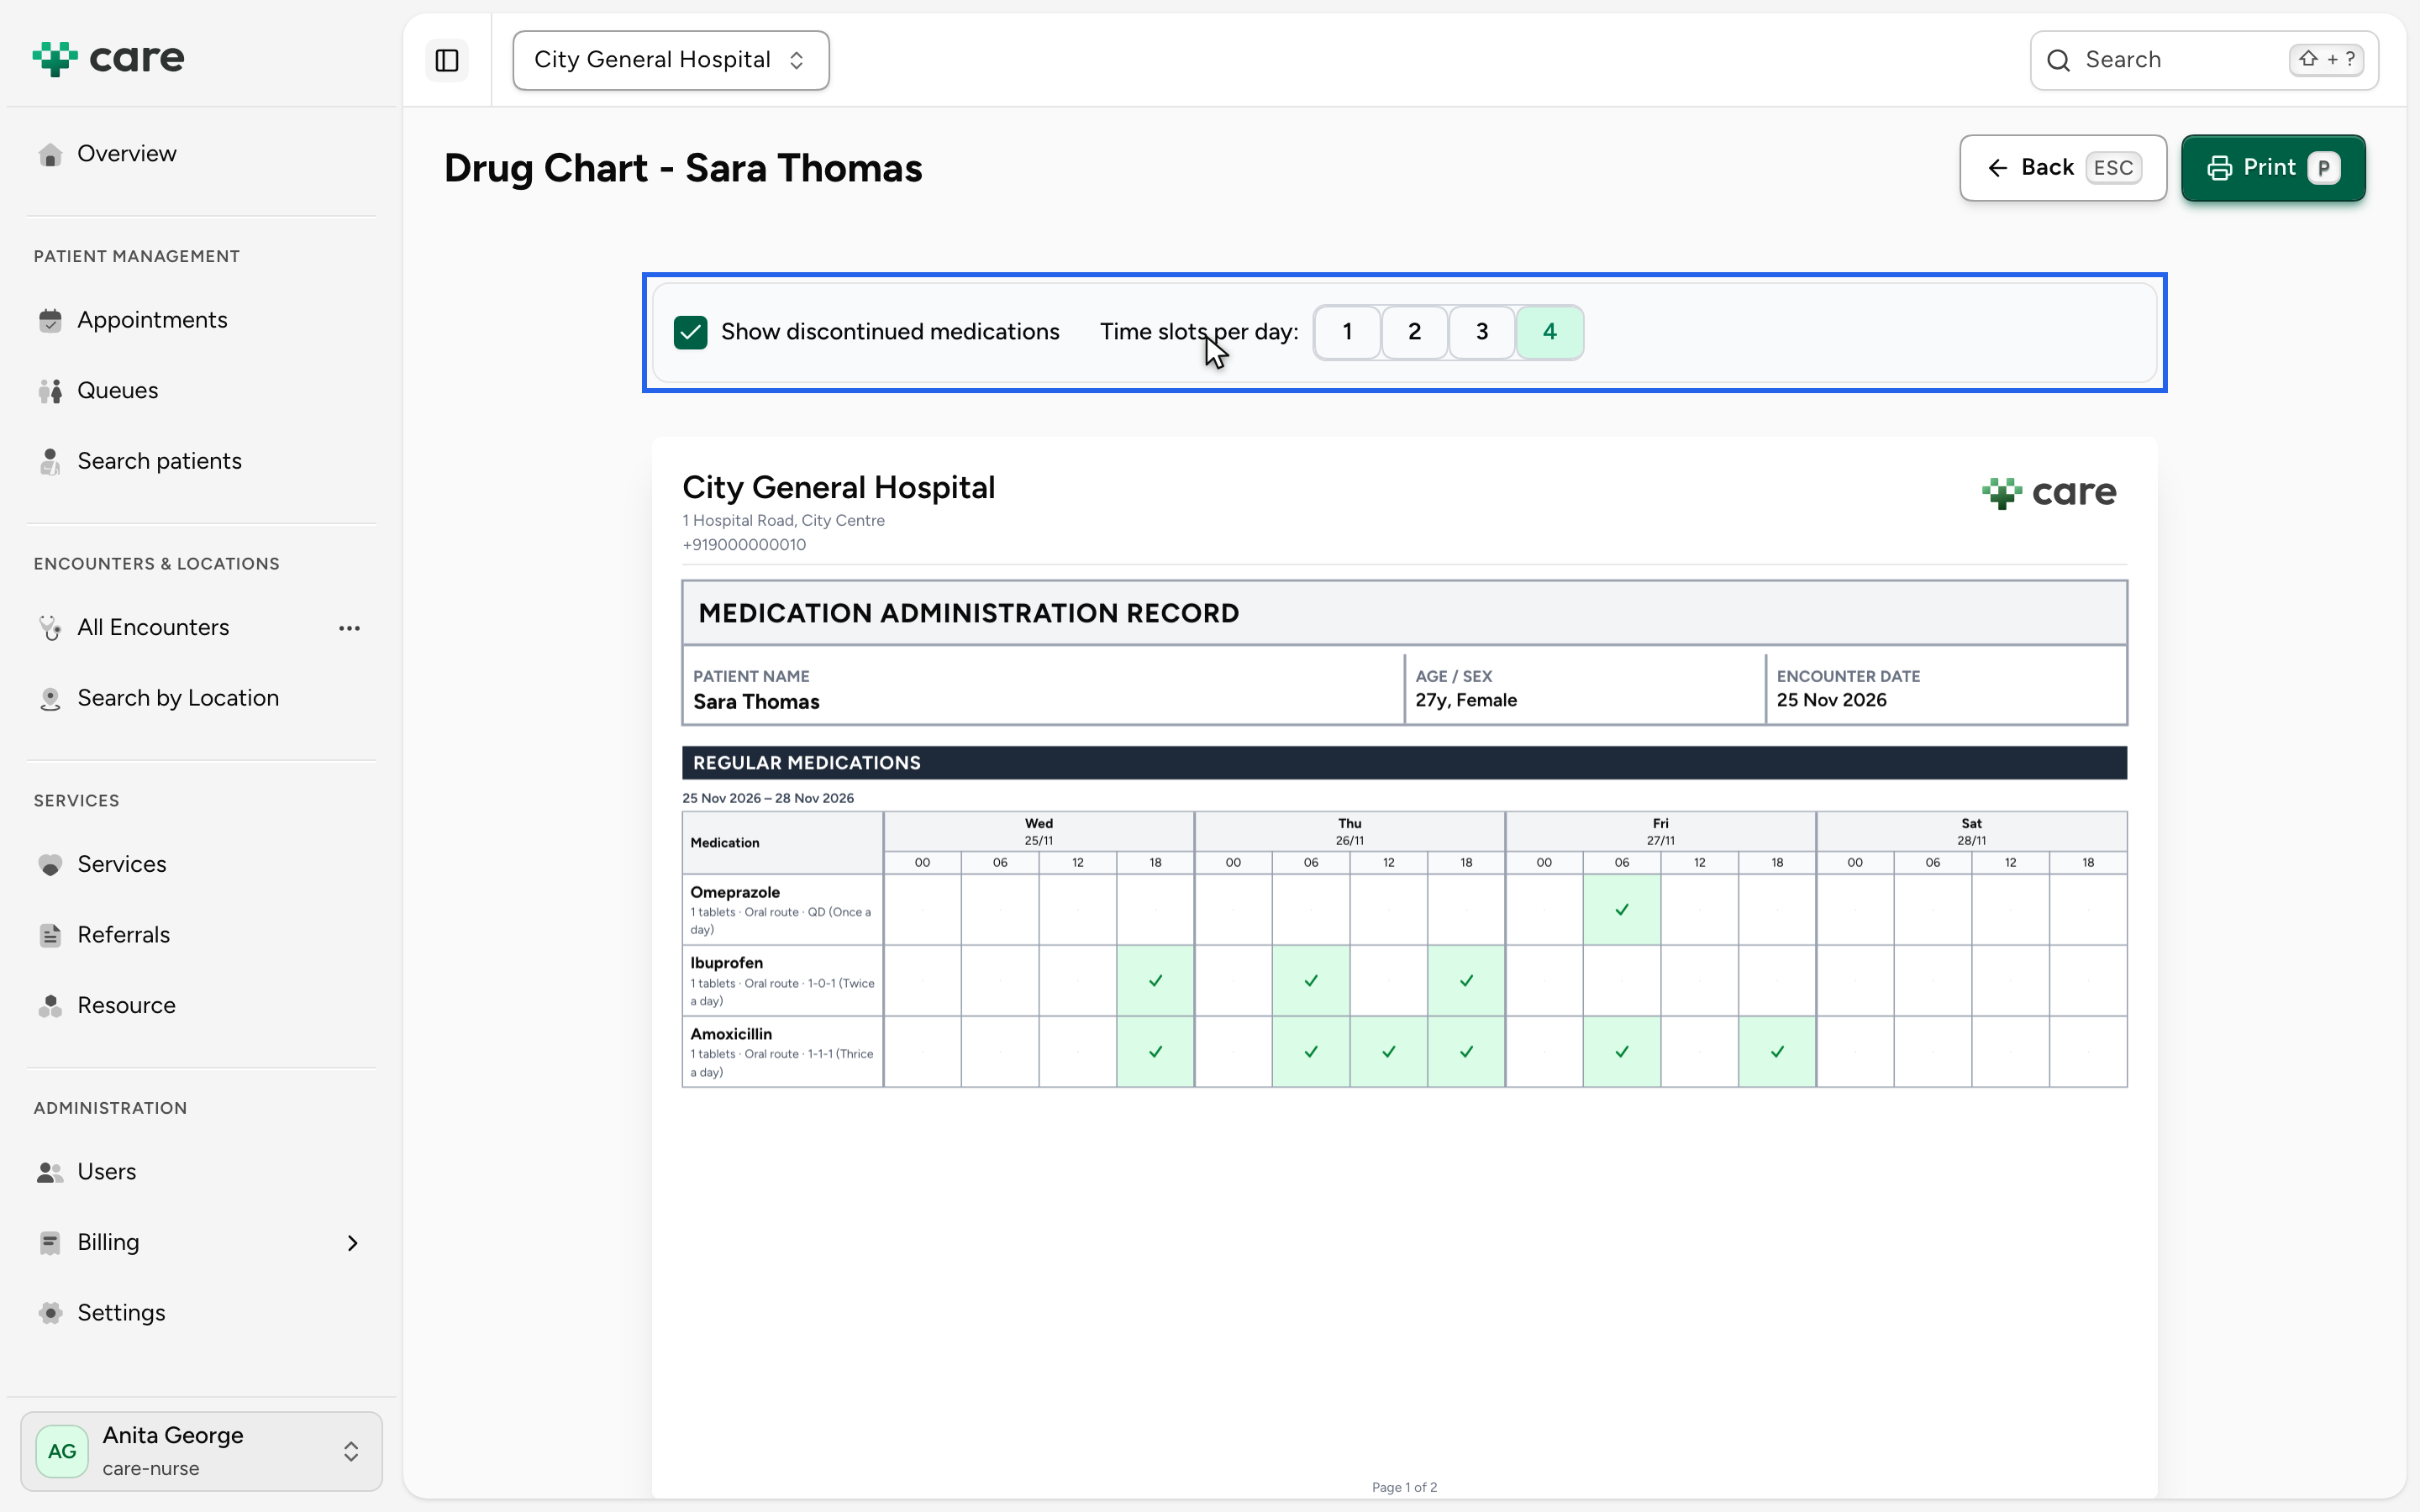 care
City General Hospital
Search
⇧ + ?
Overview
PATIENT MANAGEMENT
Appointments
Queues
Search patients
ENCOUNTERS & LOCATIONS
All Encounters
Search by Location
SERVICES
Services
Referrals
Resource
ADMINISTRATION
Users
Billing
Settings
AG
Anita George
care-nurse
Drug Chart - Sara Thomas
Back ESC
Print P
Show discontinued medications
Time slots per day: 1 2 3 4
City General Hospital
1 Hospital Road, City Centre
+919000000010
care
MEDICATION ADMINISTRATION RECORD
PATIENT NAME
Sara Thomas
AGE / SEX
27y, Female
ENCOUNTER DATE
25 Nov 2026
REGULAR MEDICATIONS
25 Nov 2026 – 28 Nov 2026
Medication
Wed
25/11
Thu
26/11
Fri
27/11
Sat
28/11
00 06 12 18 00 06 12 18 00 06 12 18 00 06 12 18
Omeprazole
1 tablets · Oral route · QD (Once a
day)
✓
Ibuprofen
1 tablets · Oral route · 1-0-1 (Twice
a day)
✓ ✓ ✓
Amoxicillin
1 tablets · Oral route · 1-1-1 (Thrice
a day)
✓ ✓ ✓ ✓ ✓ ✓
Page 1 of 2